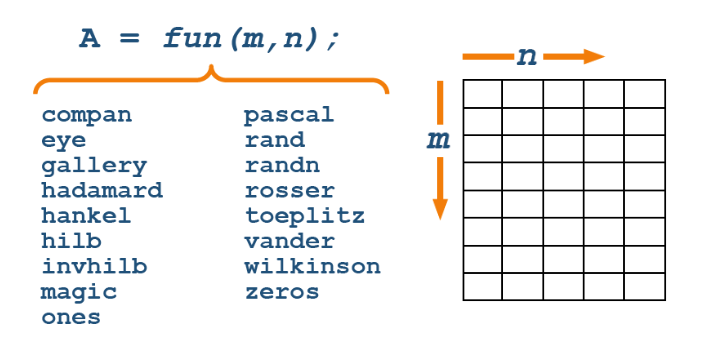 A = fun(m,n);
compan
eye
gallery
hadamard
hankel
hilb
invhilb
magic
ones
pascal
rand
randn
rosser
toeplitz
vander
wilkinson
zeros
n
m